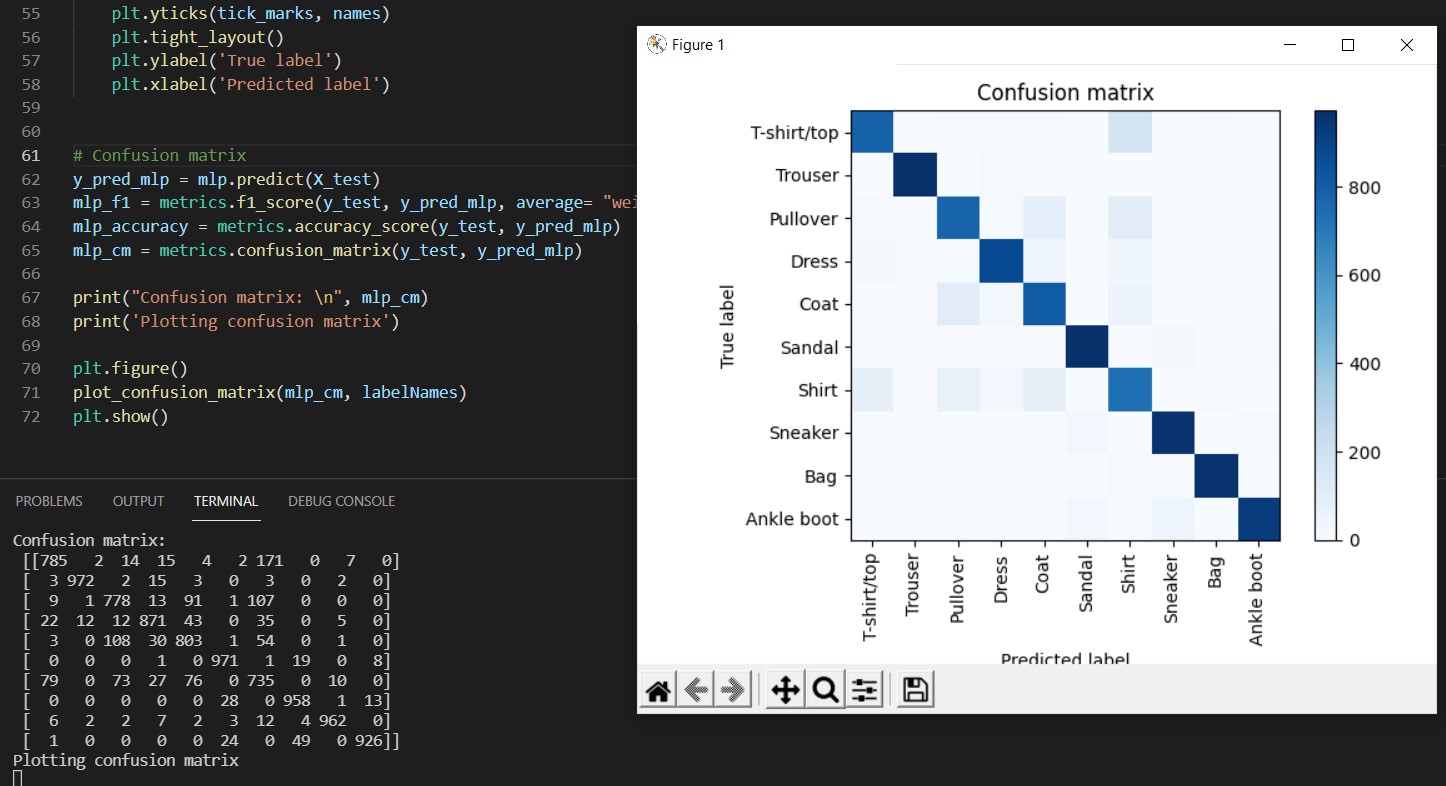 55 plt.yticks(tick_marks, names)
56 plt.tight_layout()
57 plt.ylabel('True label')
58 plt.xlabel('Predicted label')
59
60
61 # Confusion matrix
62 y_pred_mlp = mlp.predict(X_test)
63 mlp_f1 = metrics.f1_score(y_test, y_pred_mlp, average= "wei
64 mlp_accuracy = metrics.accuracy_score(y_test, y_pred_mlp)
65 mlp_cm = metrics.confusion_matrix(y_test, y_pred_mlp)
66
67 print("Confusion matrix: \n", mlp_cm)
68 print('Plotting confusion matrix')
69
70 plt.figure()
71 plot_confusion_matrix(mlp_cm, labelNames)
72 plt.show()
PROBLEMS OUTPUT TERMINAL DEBUG CONSOLE
Confusion matrix:
[[785 2 14 15 4 2 171 0 7 0]
[ 3 972 2 15 3 0 3 0 2 0]
[ 9 1 778 13 91 1 107 0 0 0]
[ 22 12 12 871 43 0 35 0 5 0]
[ 3 0 108 30 803 1 54 0 1 0]
[ 0 0 0 1 0 971 1 19 0 8]
[ 79 0 73 27 76 0 735 0 10 0]
[ 0 0 0 0 0 28 0 958 1 13]
[ 6 2 2 7 2 3 12 4 962 0]
[ 1 0 0 0 0 24 0 49 0 926]]
Plotting confusion matrix
Figure 1
Confusion matrix
True label
T-shirt/top
Trouser
Pullover
Dress
Coat
Sandal
Shirt
Sneaker
Bag
Ankle boot
T-shirt/top
Trouser
Pullover
Dress
Coat
Sandal
Shirt
Sneaker
Bag
Ankle boot
Predicted label
800
600
400
200
0